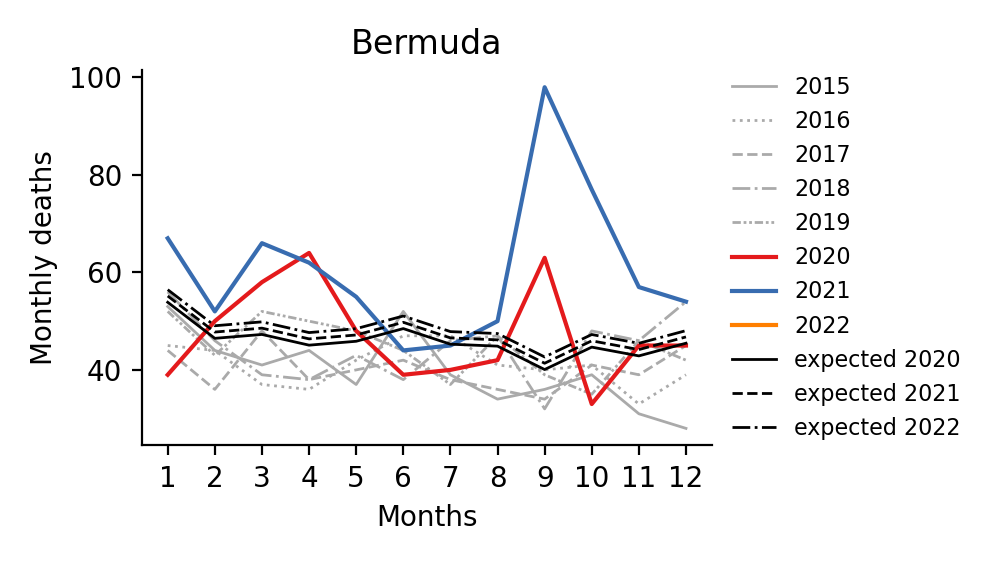 Bermuda
100
80
60
40
Monthly deaths
1 2 3 4 5 6 7 8 9 10 11 12
Months
2015
2016
2017
2018
2019
2020
2021
2022
expected 2020
expected 2021
expected 2022